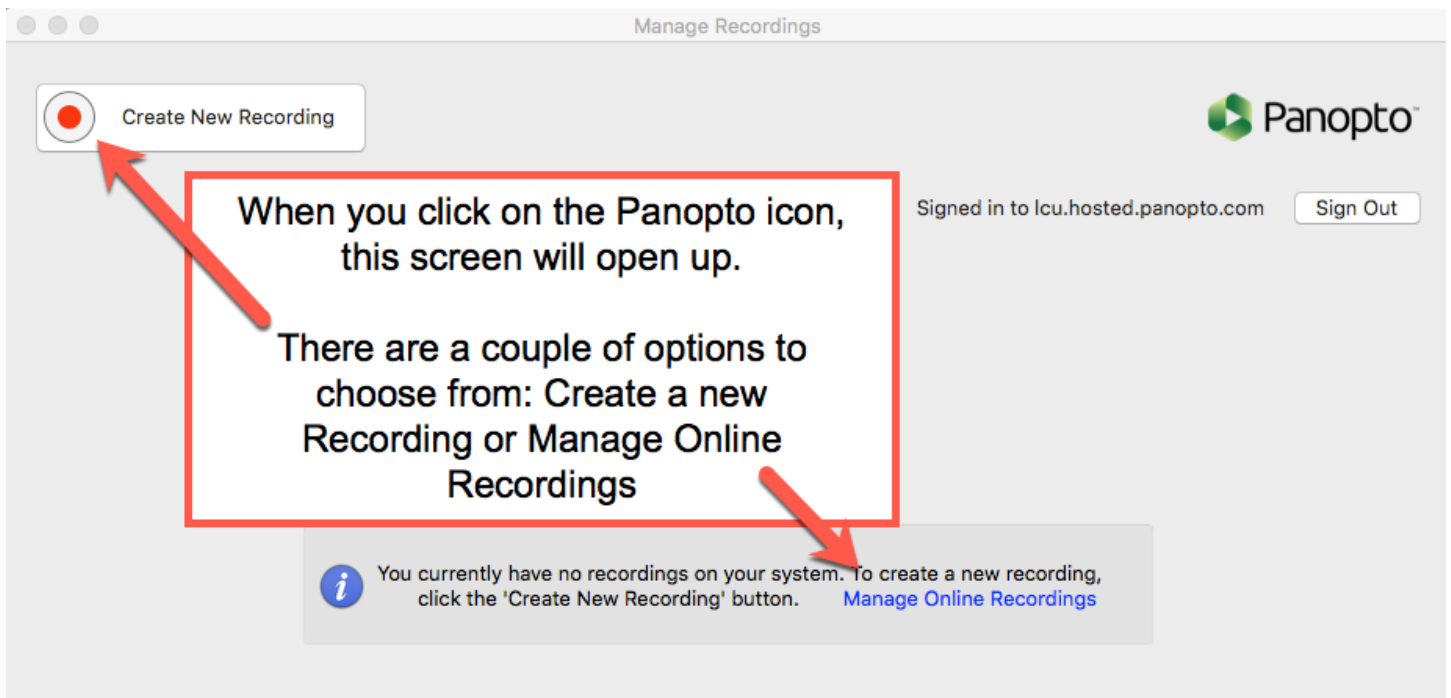 Manage Recordings
Create New Recording
Panopto™
Signed in to lcu.hosted.panopto.com
Sign Out
When you click on the Panopto icon,
this screen will open up.
There are a couple of options to
choose from: Create a new
Recording or Manage Online
Recordings
You currently have no recordings on your system. To create a new recording,
click the 'Create New Recording' button. Manage Online Recordings